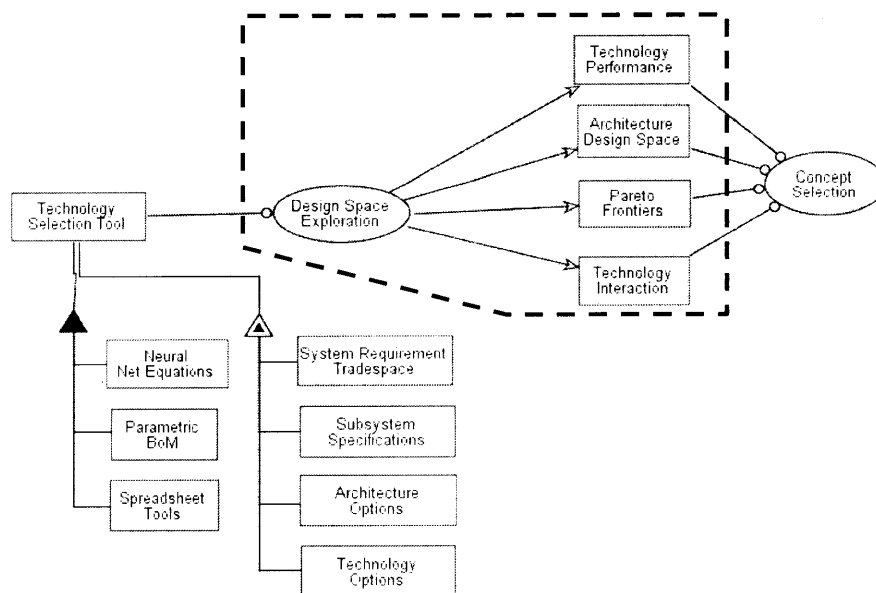 Technology
Performance
Architecture
Design Space
Concept
Selection
Technology
Selection Tool
Design Space
Exploration
Pareto
Frontiers
Technology
Interaction
Neural
Net Equations
System Requirement
Tradespace
Parametric
BoM
Subsystem
Specifications
Spreadsheet
Tools
Architecture
Options
Technology
Options